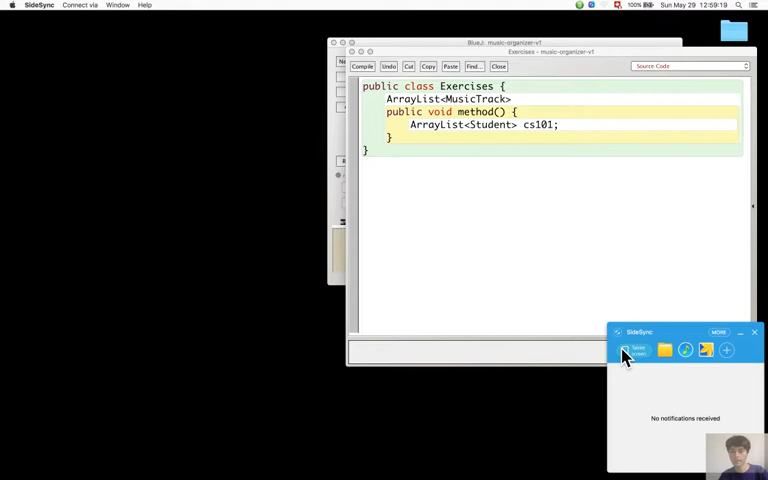 SideSync Connect via Window Help
100% Sun May 29 12:59:19
BlueJ: music-organizer-v1
Exercises - music-organizer-v1
Compile Undo Cut Copy Paste Find... Close Source Code
public class Exercises {
ArrayList<MusicTrack>
public void method() {
ArrayList<Student> cs101;
}
}
SideSync MORE
Tablet
screen
No notifications received